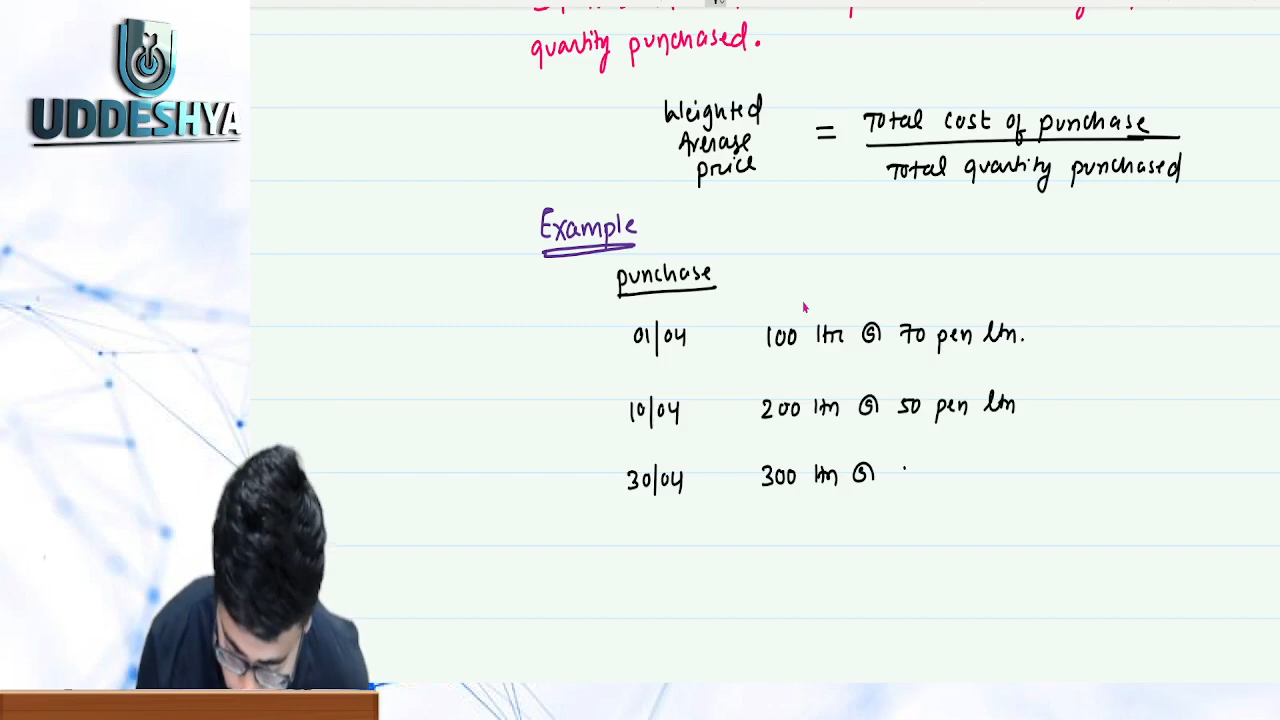 UDDESHYA
quantity purchased.
Weighted
Average
price
= Total cost of purchase
Total quantity purchased
Example
purchase
01/04 100 ltr @ 70 per ltr.
10/04 200 ltr @ 50 per ltr
30/04 300 ltr @